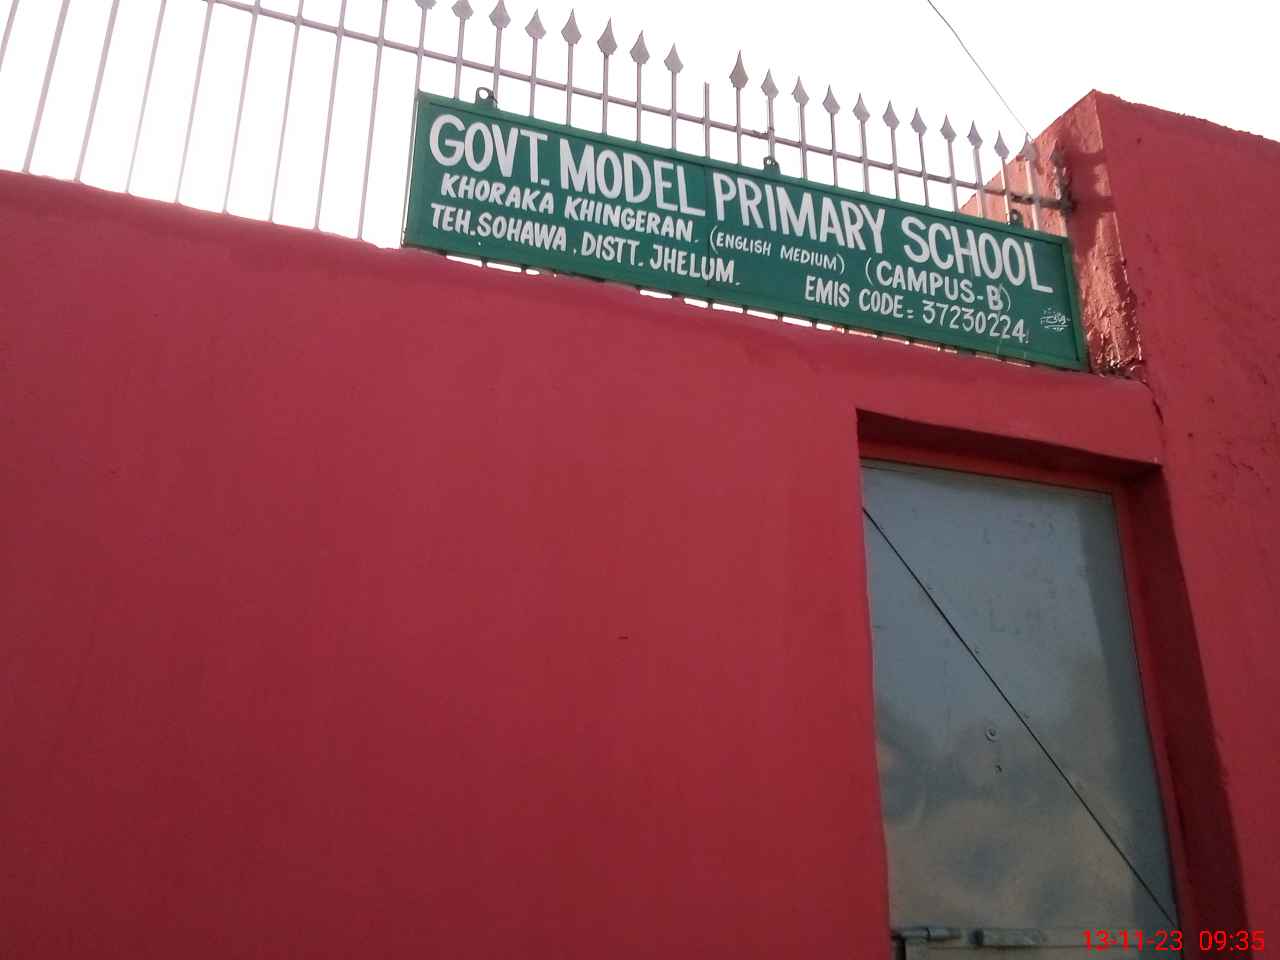 GOVT. MODEL PRIMARY SCHOOL
KHORAKA KHINGERAN. (ENGLISH MEDIUM) (CAMPUS-B)
TEH. SOHAWA, DISTT. JHELUM. EMIS CODE: 37230224
13-11-23 09:35